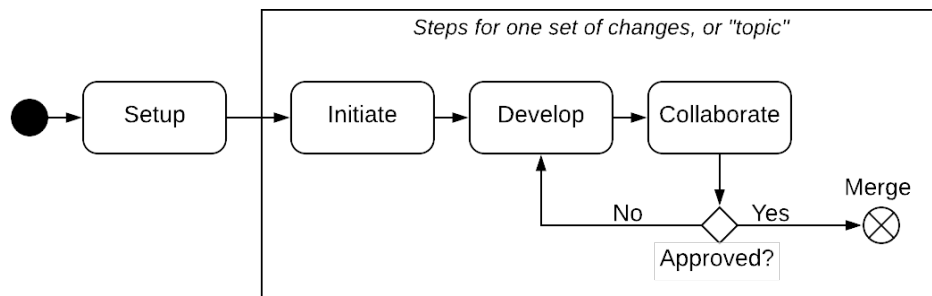 Steps for one set of changes, or "topic"
Setup
Initiate
Develop
Collaborate
Merge
No
Yes
Approved?